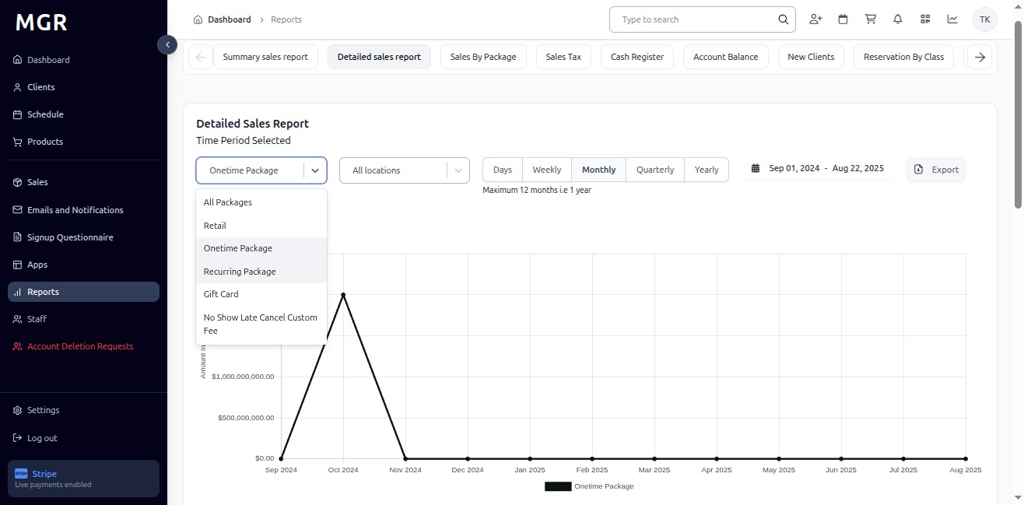 MGR
Dashboard
Clients
Schedule
Products
Sales
Emails and Notifications
Signup Questionnaire
Apps
Reports
Staff
Account Deletion Requests
Settings
Log out
Stripe
Live payments enabled
Dashboard > Reports
Type to search
TK
Summary sales report
Detailed sales report
Sales By Package
Sales Tax
Cash Register
Account Balance
New Clients
Reservation By Class
Detailed Sales Report
Time Period Selected
Onetime Package
All locations
Days
Weekly
Monthly
Quarterly
Yearly
Sep 01, 2024 - Aug 22, 2025
Export
Maximum 12 months i.e 1 year
All Packages
Retail
Onetime Package
Recurring Package
Gift Card
No Show Late Cancel Custom
Fee
Amount in
$1,000,000,000.00
$500,000,000.00
$0.00
Sep 2024
Oct 2024
Nov 2024
Dec 2024
Jan 2025
Feb 2025
Mar 2025
Apr 2025
May 2025
Jun 2025
Jul 2025
Aug 2025
Onetime Package